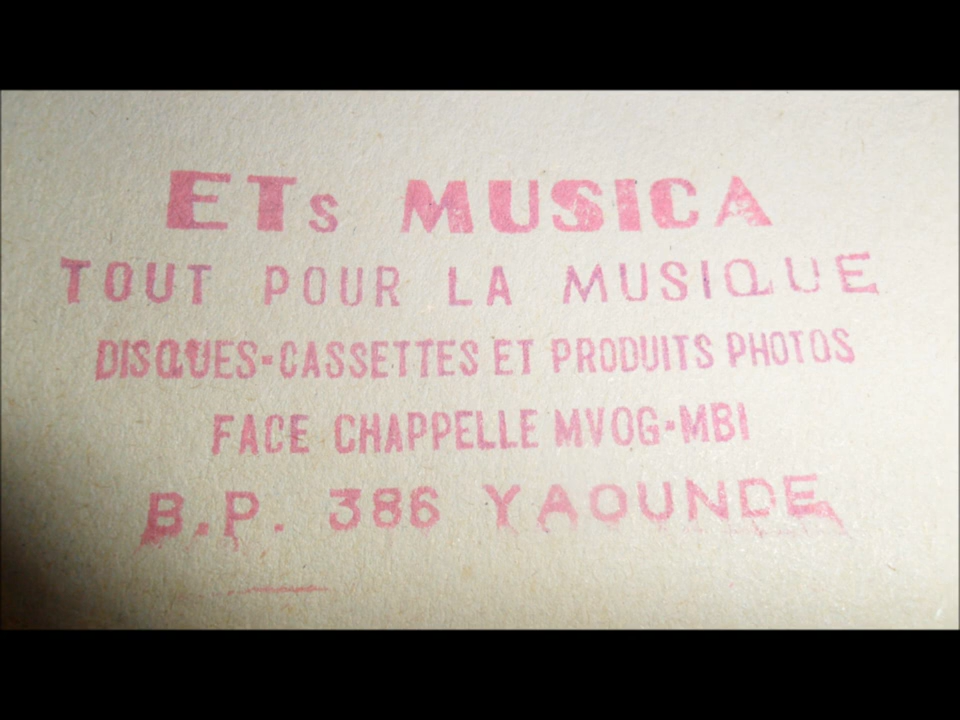 ETs MUSICA
TOUT POUR LA MUSIQUE
DISQUES-CASSETTES ET PRODUITS PHOTOS
FACE CHAPPELLE MVOG-MBI
B.P. 386 YAOUNDE